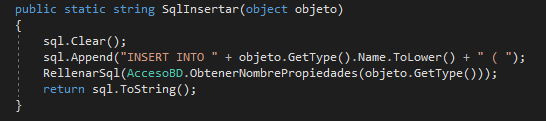 public static string SqlInsertar(object objeto)
{
sql.Clear();
sql.Append("INSERT INTO " + objeto.GetType().Name.ToLower() + " ( ");
RellenarSql(AccesoBD.ObtenerNombrePropiedades(objeto.GetType()));
return sql.ToString();
}